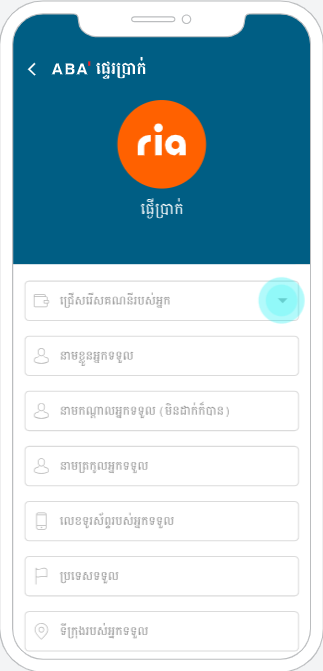 ABA' ផ្ទេរប្រាក់
ria
ផ្ញើប្រាក់
ជ្រើសរើសគណនីរបស់អ្នក
នាមខ្លួនអ្នកទទួល
នាមកណ្តាលអ្នកទទួល (មិនដាក់ក៏បាន)
នាមត្រកូលអ្នកទទួល
លេខទូរស័ព្ទរបស់អ្នកទទួល
ប្រទេសទទួល
ទីក្រុងរបស់អ្នកទទួល